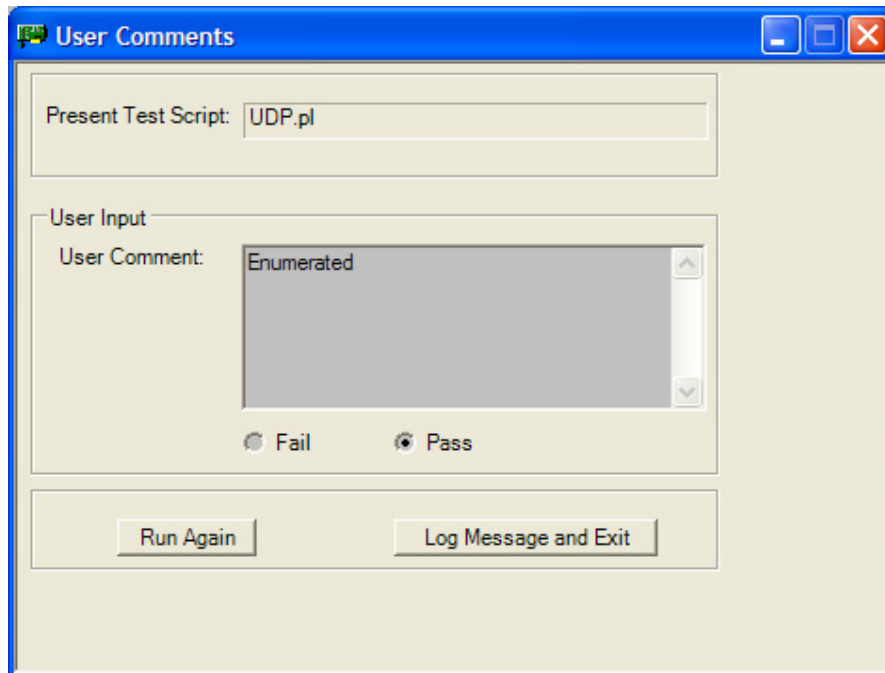 User Comments
Present Test Script: UDP.pl
User Input
User Comment: Enumerated
Fail Pass
Run Again Log Message and Exit